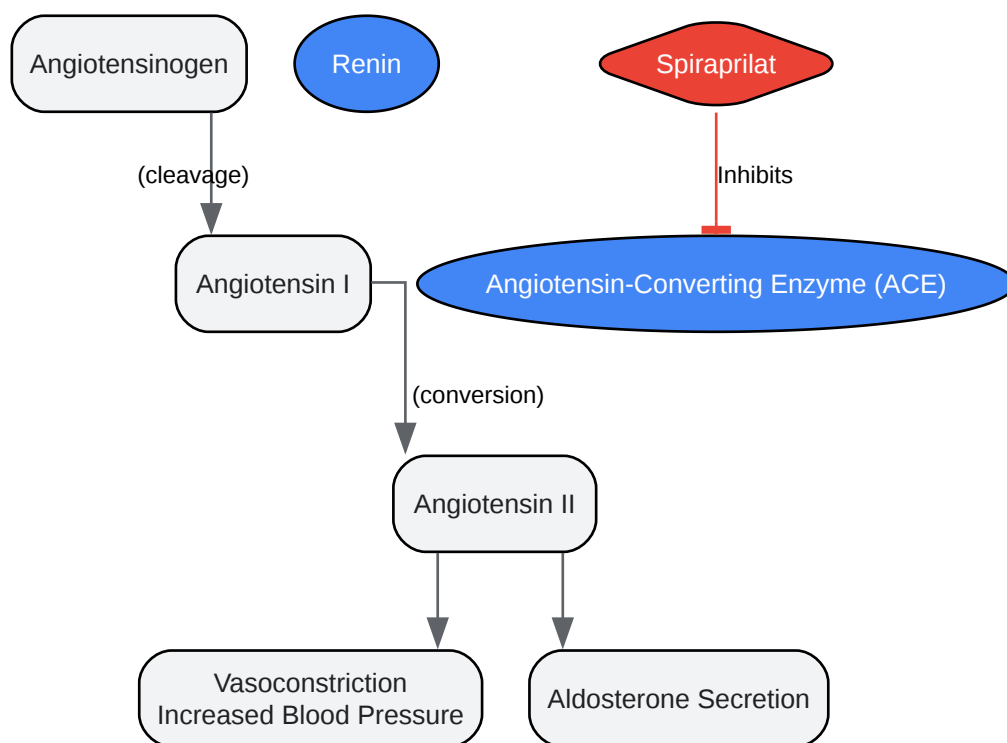 Angiotensinogen
Renin
Spiraprilat
(cleavage)
Inhibits
Angiotensin I
Angiotensin-Converting Enzyme (ACE)
(conversion)
Angiotensin II
Vasoconstriction
Increased Blood Pressure
Aldosterone Secretion